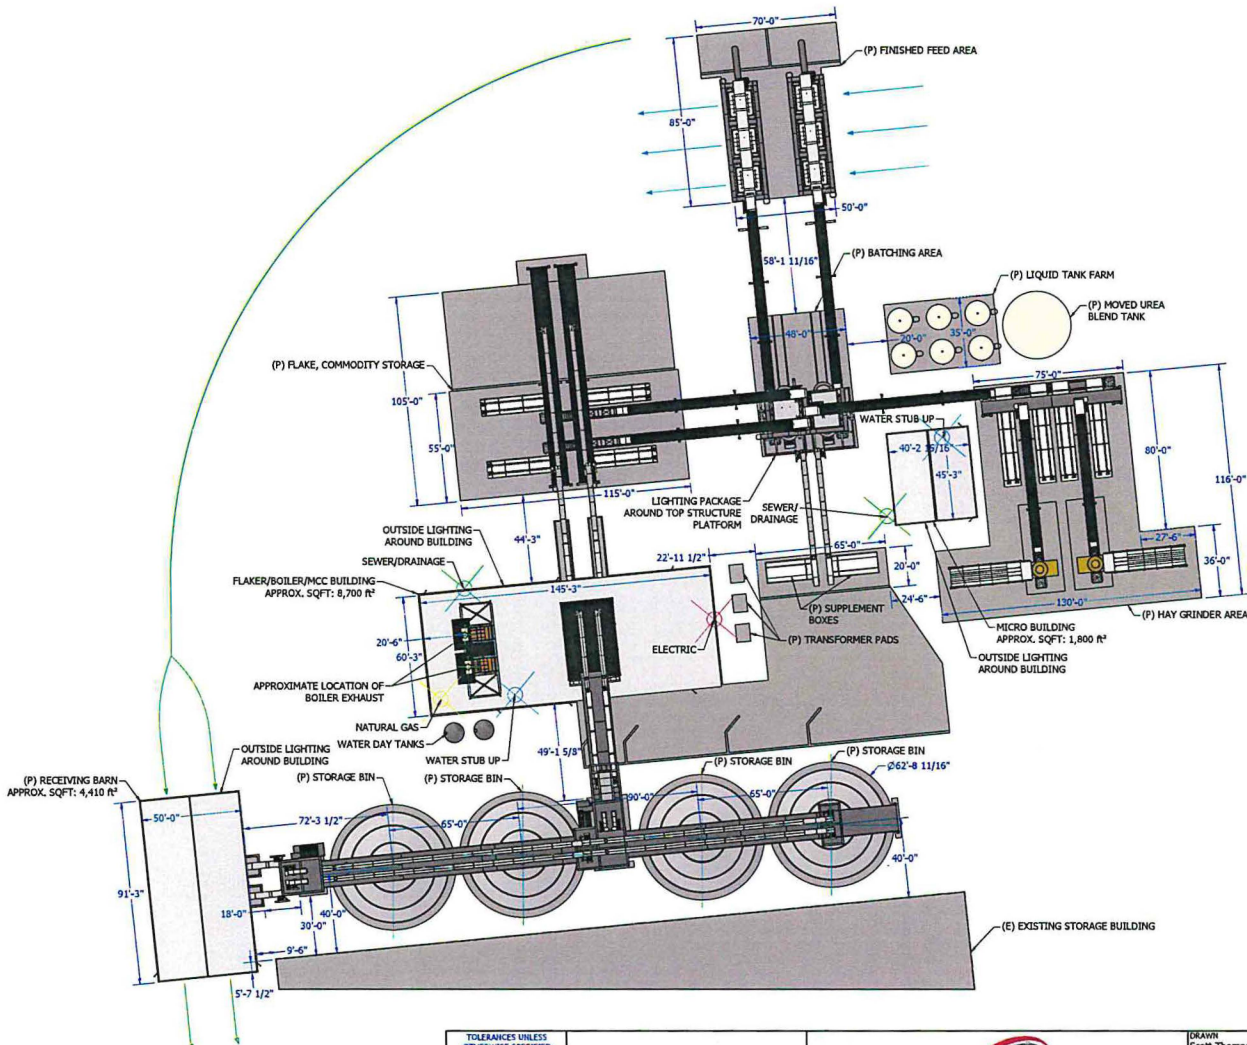 70'-0"
(P) FINISHED FEED AREA
85'-0"
50'-0"
58'-1 11/16"
(P) BATCHING AREA
(P) LIQUID TANK FARM
(P) MOVED UREA
BLEND TANK
48'-0"
20'-0"
35'-0"
(P) FLAKE, COMMODITY STORAGE
105'-0"
55'-0"
75'-0"
WATER STUB UP
40'-2 15/16"
45'-3"
80'-0"
116'-0"
115'-0"
LIGHTING PACKAGE
AROUND TOP STRUCTURE
PLATFORM
SEWER/
DRAINAGE
OUTSIDE LIGHTING
AROUND BUILDING
44'-3"
22'-11 1/2"
65'-0"
20'-0"
27'-6"
36'-0"
SEWER/DRAINAGE
FLAKER/BOILER/MCC BUILDING
APPROX. SQFT: 8,700 ft²
145'-3"
24'-6"
130'-0"
(P) SUPPLEMENT
BOXES
(P) HAY GRINDER AREA
20'-6"
60'-3"
ELECTRIC
(P) TRANSFORMER PADS
MICRO BUILDING
APPROX. SQFT: 1,800 ft²
OUTSIDE LIGHTING
AROUND BUILDING
APPROXIMATE LOCATION OF
BOILER EXHAUST
NATURAL GAS
WATER DAY TANKS
WATER STUB UP
49'-1 5/8"
OUTSIDE LIGHTING
AROUND BUILDING
(P) STORAGE BIN
(P) STORAGE BIN
(P) STORAGE BIN
(P) STORAGE BIN
Ø62'-8 11/16"
(P) RECEIVING BARN
APPROX. SQFT: 4,410 ft²
50'-0"
72'-3 1/2"
65'-0"
90'-0"
65'-0"
40'-0"
91'-3"
18'-0"
30'-0"
40'-0"
9'-6"
5'-7 1/2"
(E) EXISTING STORAGE BUILDING
TOLERANCES UNLESS
DRAWN